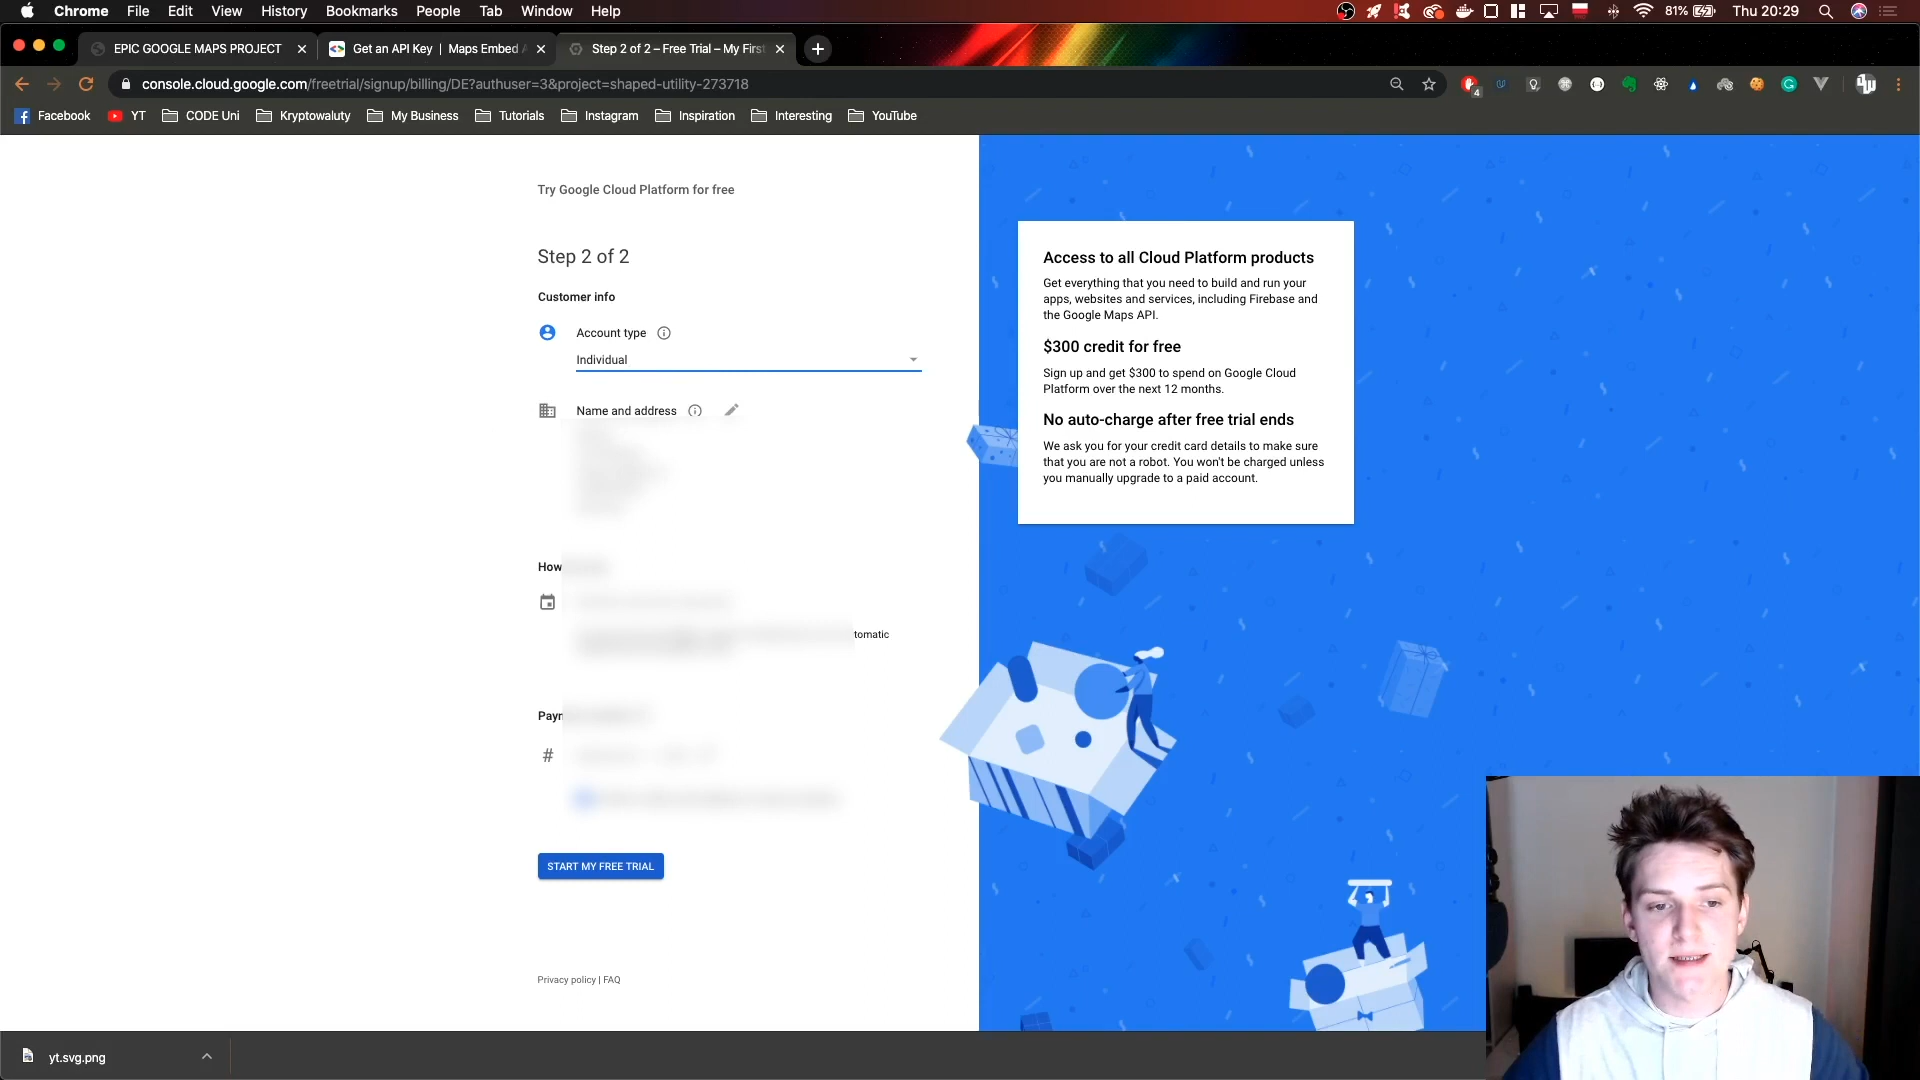 Chrome File Edit View History Bookmarks People Tab Window Help 81% Thu 20:29
EPIC GOOGLE MAPS PROJECT Get an API Key | Maps Embed A Step 2 of 2 – Free Trial – My First
console.cloud.google.com/freetrial/signup/billing/DE?authuser=3&project=shaped-utility-273718
4
Facebook YT CODE Uni Kryptowaluty My Business Tutorials Instagram Inspiration Interesting YouTube
Try Google Cloud Platform for free
Step 2 of 2
Customer info
Account type
Individual
Name and address
How
tomatic
Paym
#
START MY FREE TRIAL
Privacy policy | FAQ
Access to all Cloud Platform products
Get everything that you need to build and run your
apps, websites and services, including Firebase and
the Google Maps API.
$300 credit for free
Sign up and get $300 to spend on Google Cloud
Platform over the next 12 months.
No auto-charge after free trial ends
We ask you for your credit card details to make sure
that you are not a robot. You won't be charged unless
you manually upgrade to a paid account.
yt.svg.png